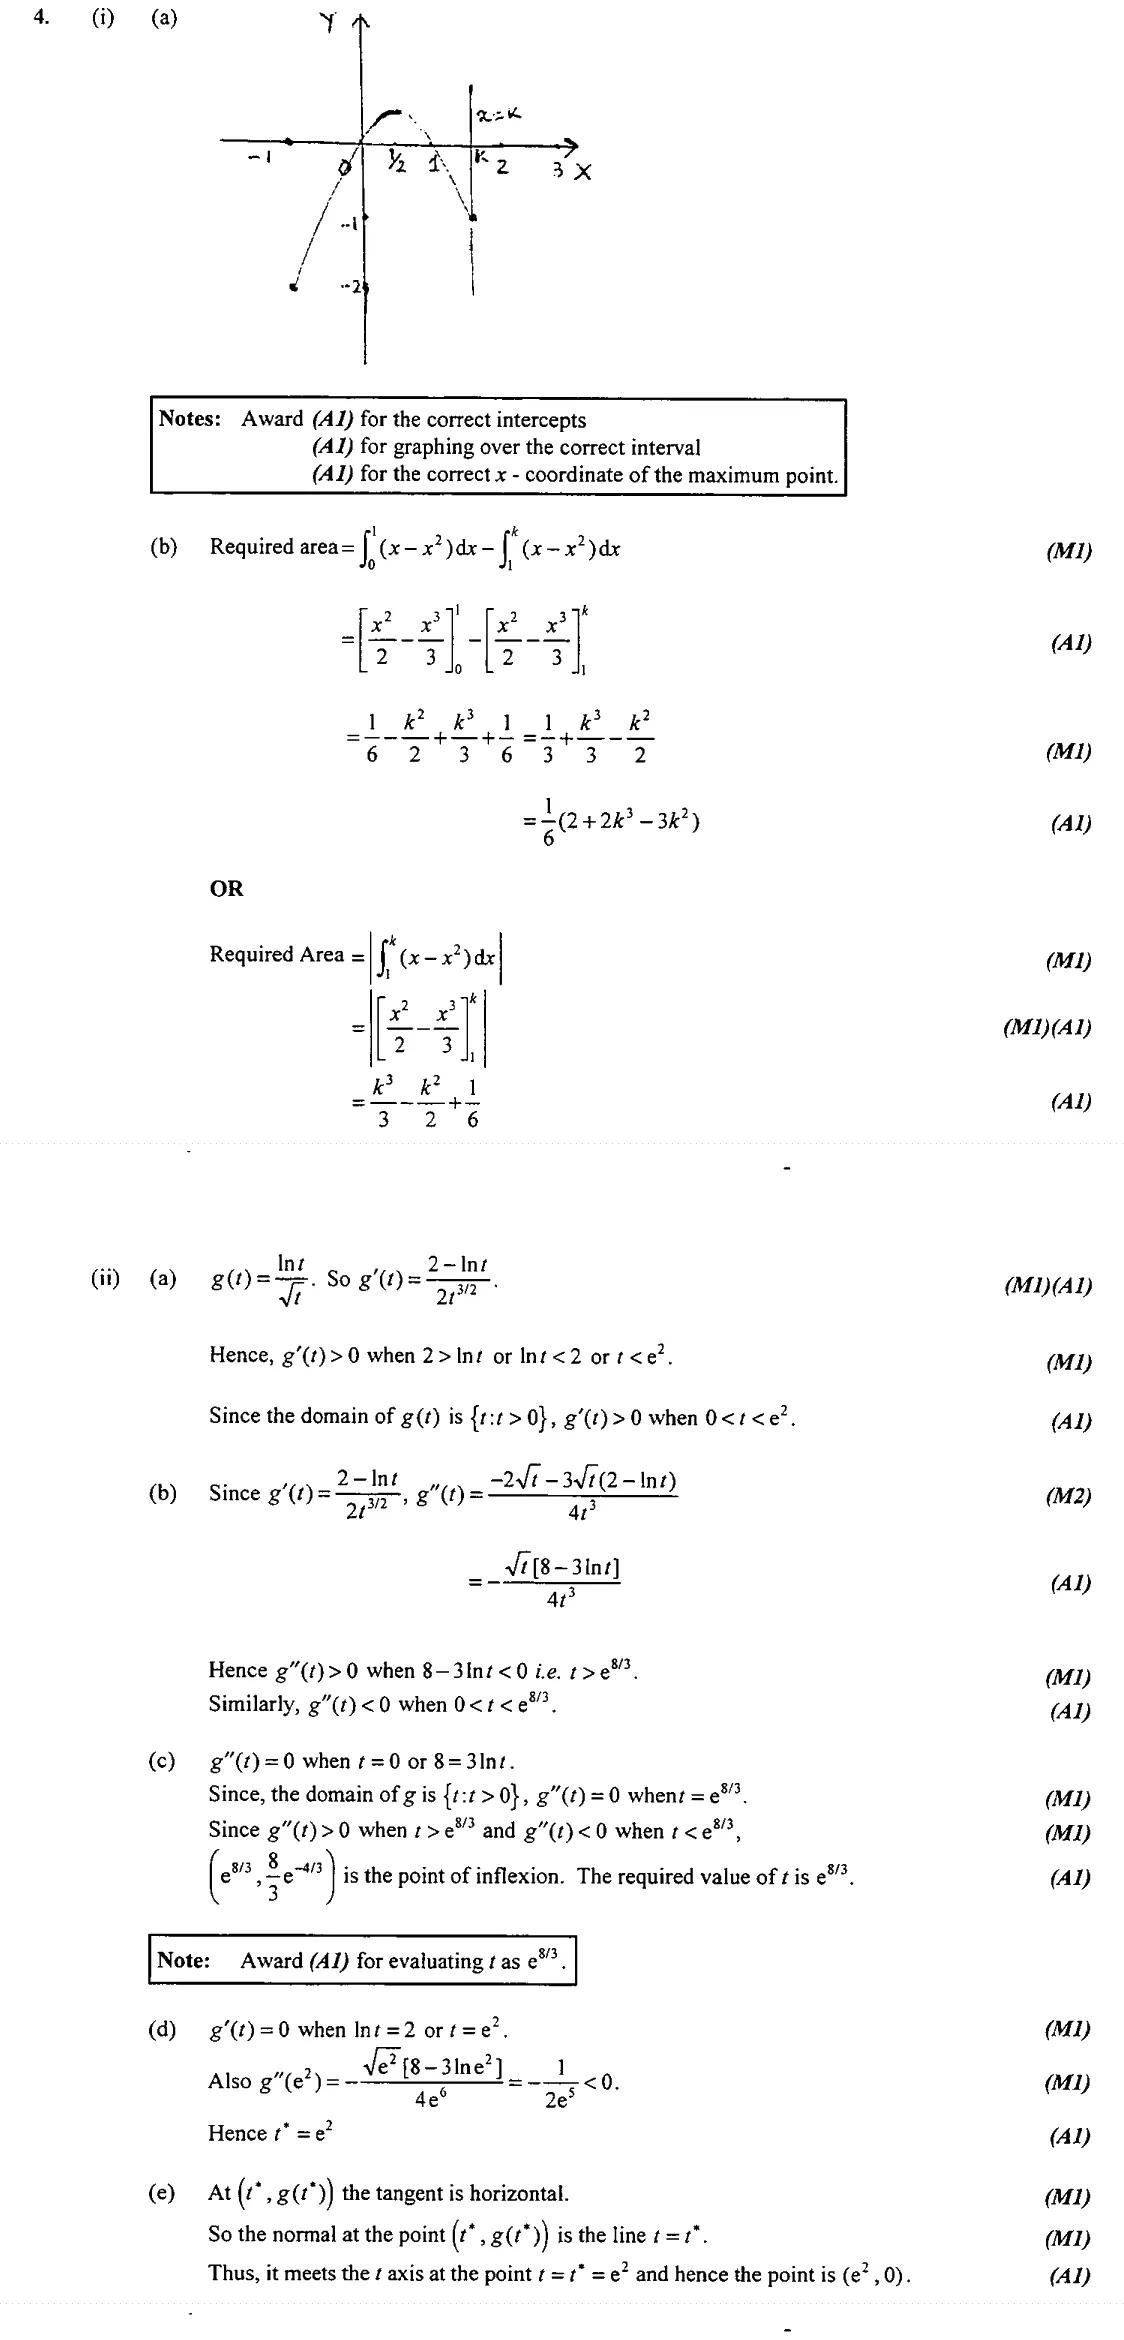 4. (i) (a)
Y
x=k
-1 0 ½ 1 k 2 3 X
-1
-2
Notes: Award (A1) for the correct intercepts
(A1) for graphing over the correct interval
(A1) for the correct x - coordinate of the maximum point.
(b) Required area = ∫₀¹(x − x²)dx − ∫₁ᵏ(x − x²)dx (M1)
= [x²/2 − x³/3]₀¹ − [x²/2 − x³/3]₁ᵏ (A1)
= 1/6 − k²/2 + k³/3 + 1/6 = 1/3 + k³/3 − k²/2 (M1)
= 1/6(2 + 2k³ − 3k²) (A1)
OR
Required Area = |∫₁ᵏ(x − x²)dx| (M1)
= |[x²/2 − x³/3]₁ᵏ| (M1)(A1)
= k³/3 − k²/2 + 1/6 (A1)
(ii) (a) g(t) = ln t/√t. So g′(t) = (2 − ln t)/2t^{3/2}. (M1)(A1)
Hence, g′(t) > 0 when 2 > ln t or ln t < 2 or t < e². (M1)
Since the domain of g(t) is {t : t > 0}, g′(t) > 0 when 0 < t < e². (A1)
(b) Since g′(t) = (2 − ln t)/2t^{3/2}, g″(t) = (−2√t − 3√t(2 − ln t))/4t³ (M2)
= −√t[8 − 3 ln t]/4t³ (A1)
Hence g″(t) > 0 when 8 − 3 ln t < 0 i.e. t > e^{8/3}. (M1)
Similarly, g″(t) < 0 when 0 < t < e^{8/3}. (A1)
(c) g″(t) = 0 when t = 0 or 8 = 3 ln t.
Since, the domain of g is {t : t > 0}, g″(t) = 0 when t = e^{8/3}. (M1)
Since g″(t) > 0 when t > e^{8/3} and g″(t) < 0 when t < e^{8/3}, (M1)
(e^{8/3}, 8/3 e^{−4/3}) is the point of inflexion. The required value of t is e^{8/3}. (A1)
Note: Award (A1) for evaluating t as e^{8/3}.
(d) g′(t) = 0 when ln t = 2 or t = e². (M1)
Also g″(e²) = −√e²[8 − 3 ln e²]/4e⁶ = −1/2e⁵ < 0. (M1)
Hence t* = e² (A1)
(e) At (t*, g(t*)) the tangent is horizontal. (M1)
So the normal at the point (t*, g(t*)) is the line t = t*. (M1)
Thus, it meets the t axis at the point t = t* = e² and hence the point is (e², 0). (A1)